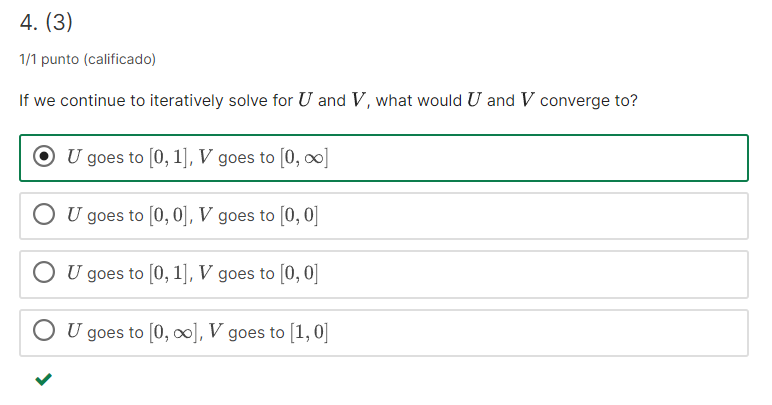 4. (3)
1/1 punto (calificado)
If we continue to iteratively solve for U and V, what would U and V converge to?
U goes to [0, 1], V goes to [0, ∞]
U goes to [0, 0], V goes to [0, 0]
U goes to [0, 1], V goes to [0, 0]
U goes to [0, ∞], V goes to [1, 0]